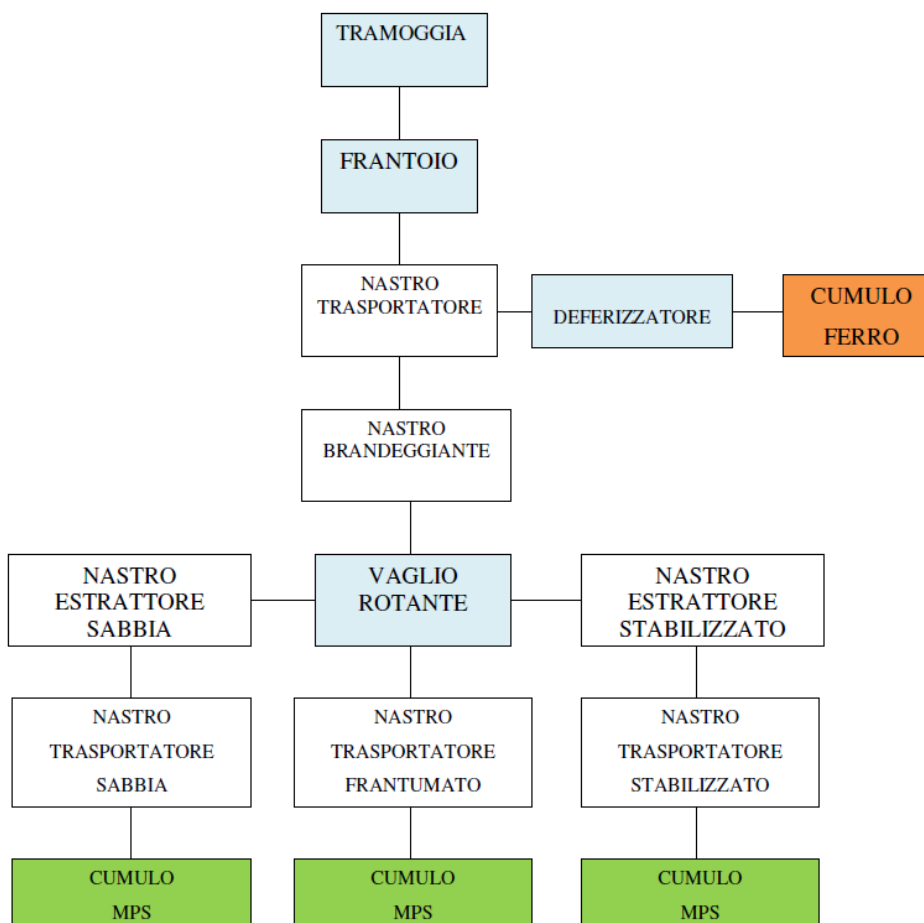 TRAMOGGIA
FRANTOIO
NASTRO
TRASPORTATORE
DEFERIZZATORE
CUMULO
FERRO
NASTRO
BRANDEGGIANTE
NASTRO
ESTRATTORE
SABBIA
VAGLIO
ROTANTE
NASTRO
ESTRATTORE
STABILIZZATO
NASTRO
TRASPORTATORE
SABBIA
NASTRO
TRASPORTATORE
FRANTUMATO
NASTRO
TRASPORTATORE
STABILIZZATO
CUMULO
MPS
CUMULO
MPS
CUMULO
MPS